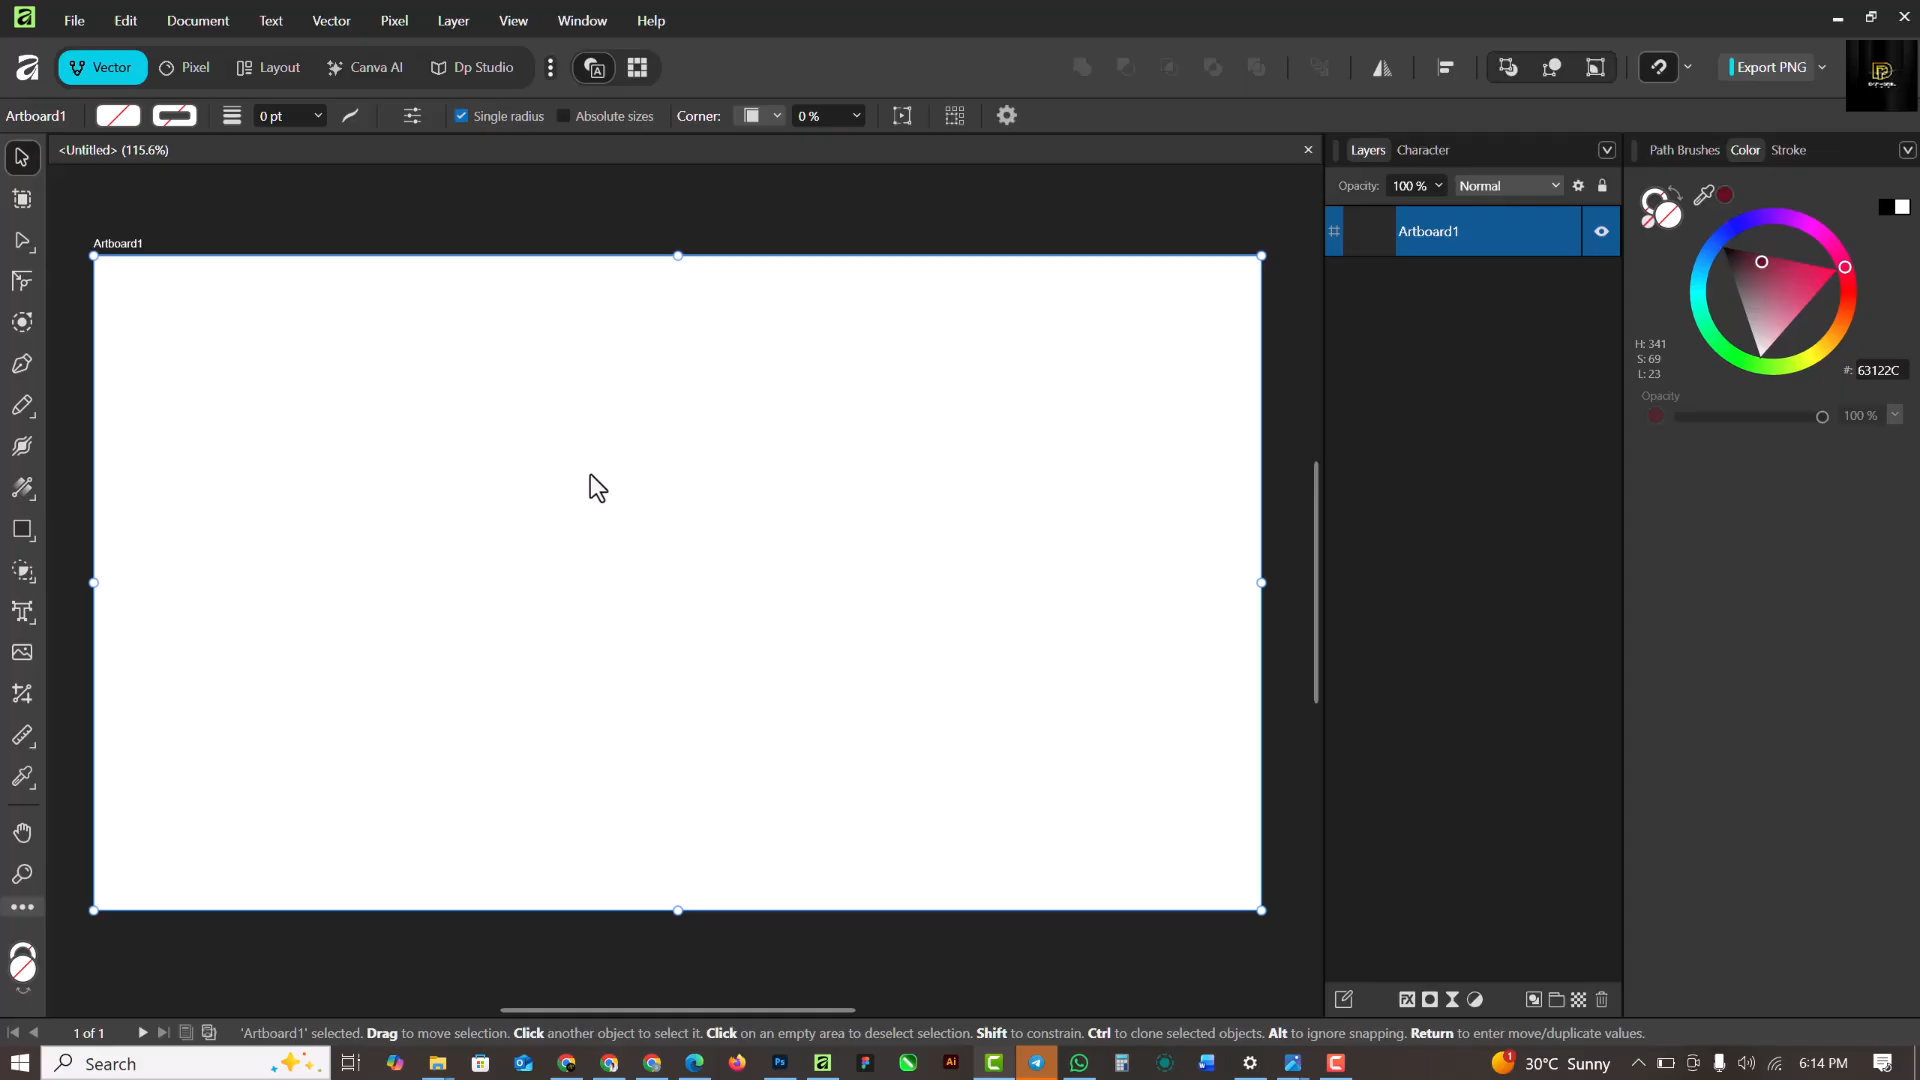 File Edit Document Text Vector Pixel Layer View Window Help
Vector Pixel Layout Canva AI Dp Studio Export PNG
Artboard1 0 pt Single radius Absolute sizes Corner: 0 %
<Untitled> (115.6%)
Layers Character
Path Brushes Color Stroke
Opacity: 100 % Normal
Artboard1
Artboard1
H: 341
S: 69
L: 23
#: 63122C
Opacity
100 %
1 of 1 'Artboard1' selected. Drag to move selection. Click another object to select it. Click on an empty area to deselect selection. Shift to constrain. Ctrl to clone selected objects. Alt to ignore snapping. Return to enter move/duplicate values.
Search 30°C Sunny 6:14 PM